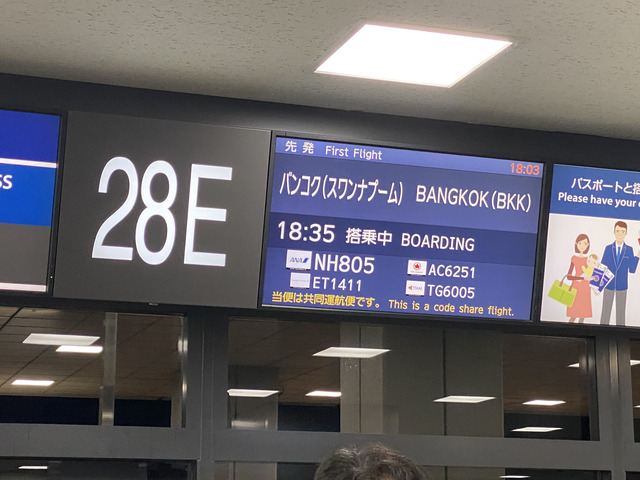 SS
28E
先発 First Flight
18:03
バンコク(スワンナプーム) BANGKOK(BKK)
18:35 搭乗中 BOARDING
ANA NH805 AC6251
ET1411 TG6005
当便は共同運航便です。 This is a code share flight.
パスポートと搭
Please have your